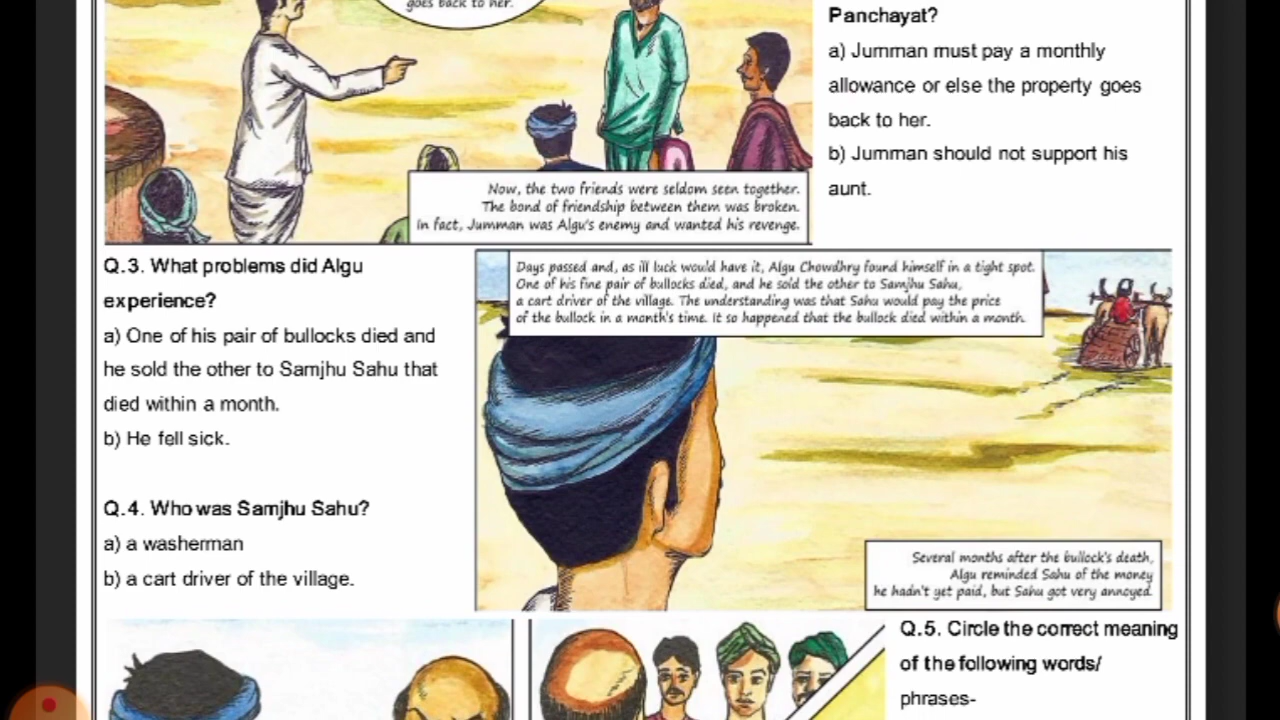 goes back to her.
Panchayat?
a) Jumman must pay a monthly
allowance or else the property goes
back to her.
b) Jumman should not support his
aunt.
Now, the two friends were seldom seen together.
The bond of friendship between them was broken.
In fact, Jumman was Algu's enemy and wanted his revenge.
Q.3. What problems did Algu
experience?
a) One of his pair of bullocks died and
he sold the other to Samjhu Sahu that
died within a month.
b) He fell sick.
Q.4. Who was Samjhu Sahu?
a) a washerman
b) a cart driver of the village.
Days passed and, as ill luck would have it, Algu Chowdhry found himself in a tight spot.
One of his fine pair of bullocks died, and he sold the other to Samjhu Sahu,
a cart driver of the village. The understanding was that Sahu would pay the price
of the bullock in a month's time. It so happened that the bullock died within a month.
Several months after the bullock's death,
Algu reminded Sahu of the money
he hadn't yet paid, but Sahu got very annoyed.
Q.5. Circle the correct meaning
of the following words/
phrases-